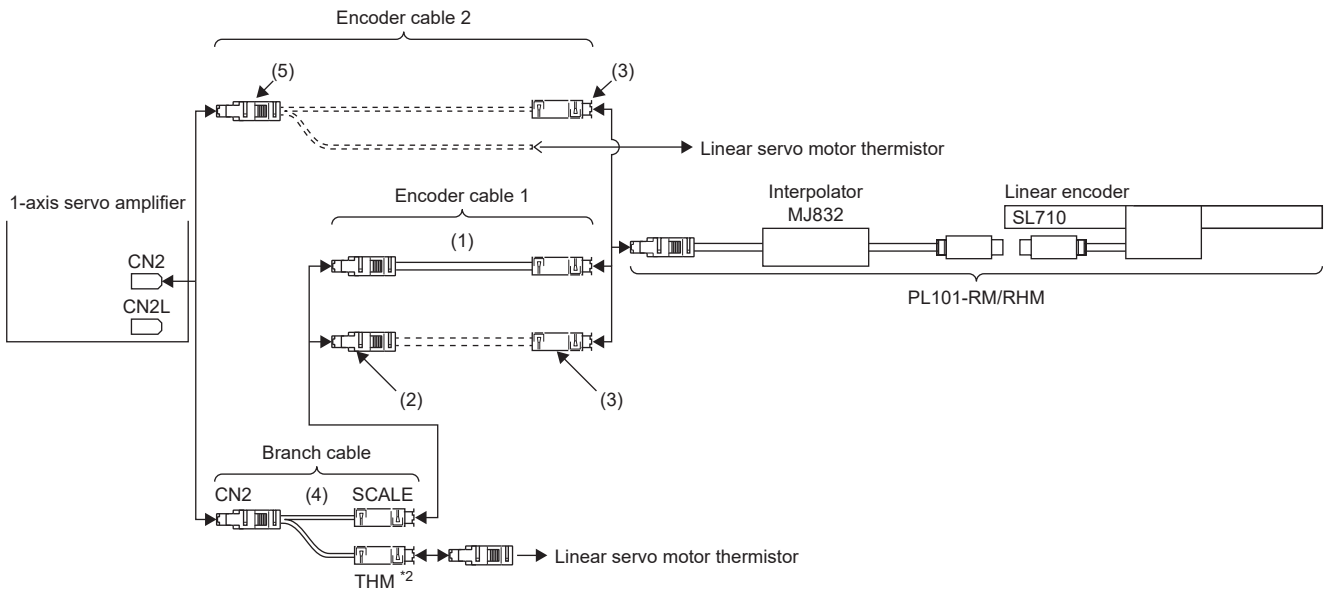 Encoder cable 2
(5)
(3)
Linear servo motor thermistor
1-axis servo amplifier
CN2
CN2L
Encoder cable 1
(1)
Interpolator
MJ832
Linear encoder
SL710
PL101-RM/RHM
(2)
(3)
Branch cable
CN2
(4)
SCALE
THM *2
Linear servo motor thermistor